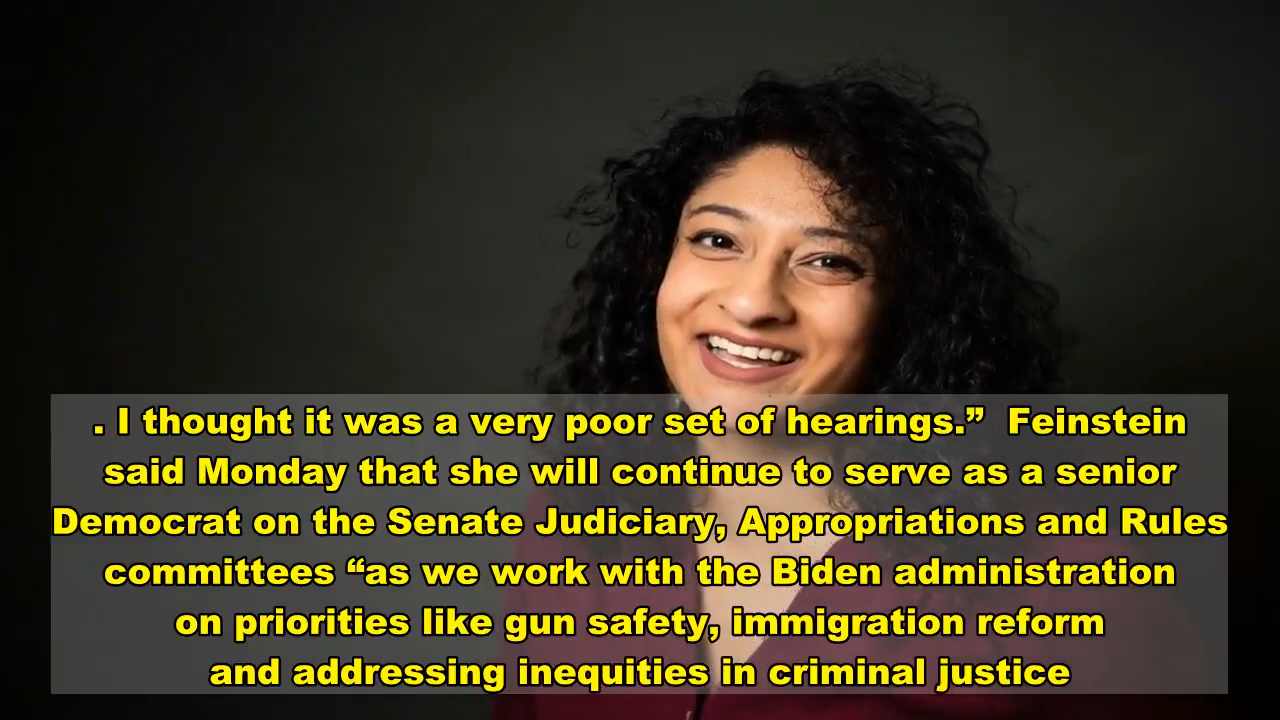 . I thought it was a very poor set of hearings.”  Feinstein
said Monday that she will continue to serve as a senior
Democrat on the Senate Judiciary, Appropriations and Rules
committees “as we work with the Biden administration
on priorities like gun safety, immigration reform
and addressing inequities in criminal justice